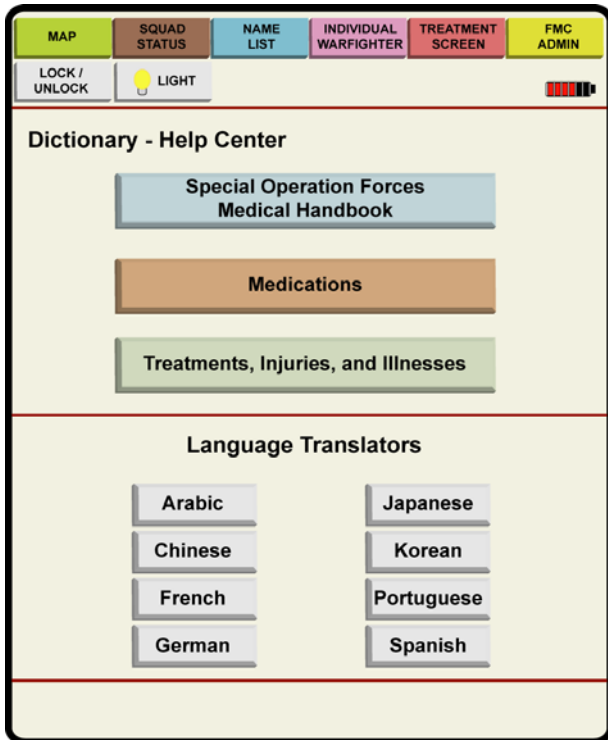 MAP
SQUAD
STATUS
NAME
LIST
INDIVIDUAL
WARFIGHTER
TREATMENT
SCREEN
FMC
ADMIN
LOCK /
UNLOCK
LIGHT
Dictionary - Help Center
Special Operation Forces
Medical Handbook
Medications
Treatments, Injuries, and Illnesses
Language Translators
Arabic
Japanese
Chinese
Korean
French
Portuguese
German
Spanish